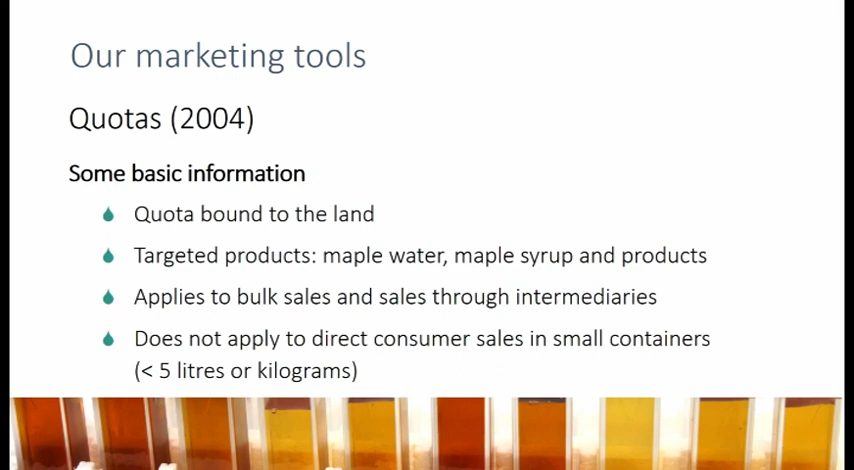 Our marketing tools
Quotas (2004)
Some basic information
Quota bound to the land
Targeted products: maple water, maple syrup and products
Applies to bulk sales and sales through intermediaries
Does not apply to direct consumer sales in small containers
(< 5 litres or kilograms)